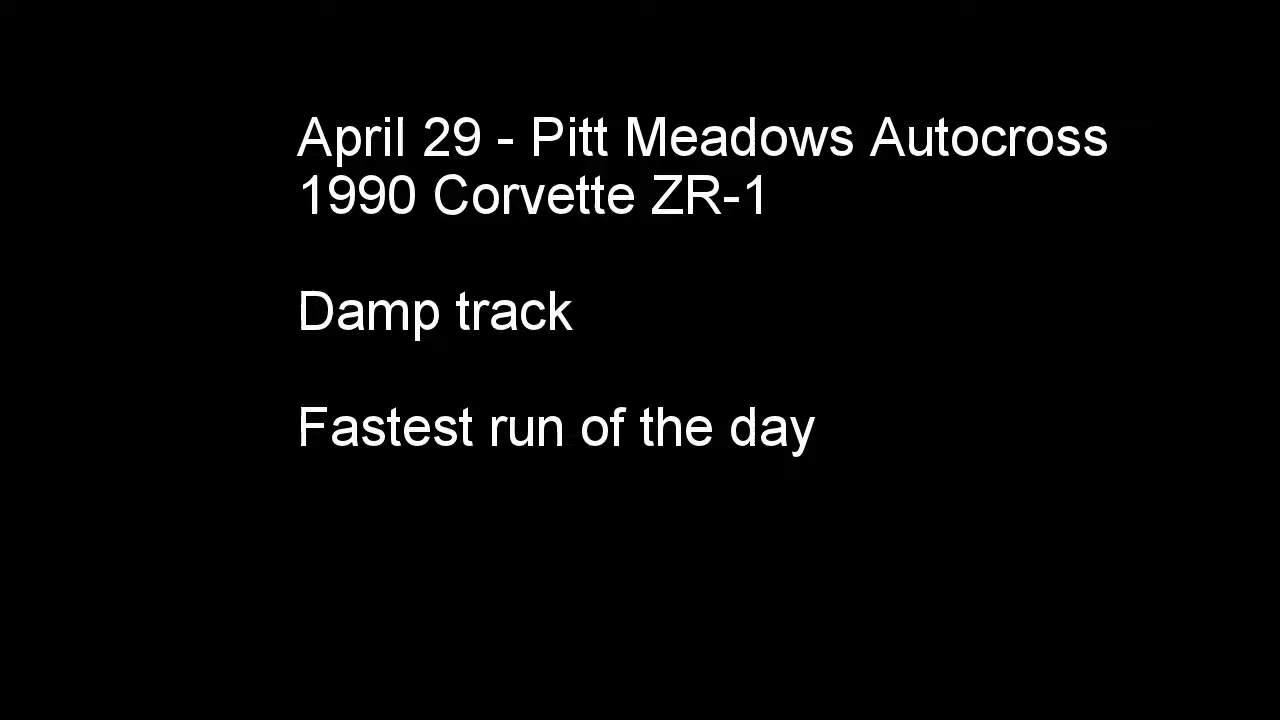 April 29 - Pitt Meadows Autocross
1990 Corvette ZR-1
Damp track
Fastest run of the day